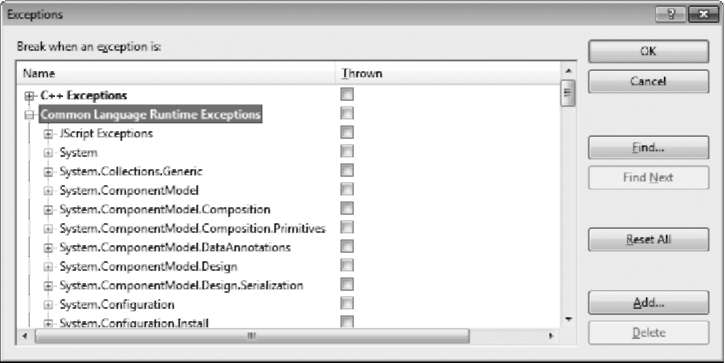 Exceptions
Break when an exception is:
Name Thrown
C++ Exceptions
Common Language Runtime Exceptions
JScript Exceptions
System
System.Collections.Generic
System.ComponentModel
System.ComponentModel.Composition
System.ComponentModel.Composition.Primitives
System.ComponentModel.DataAnnotations
System.ComponentModel.Design
System.ComponentModel.Design.Serialization
System.Configuration
System.Configuration.Install
OK
Cancel
Find...
Find Next
Reset All
Add...
Delete